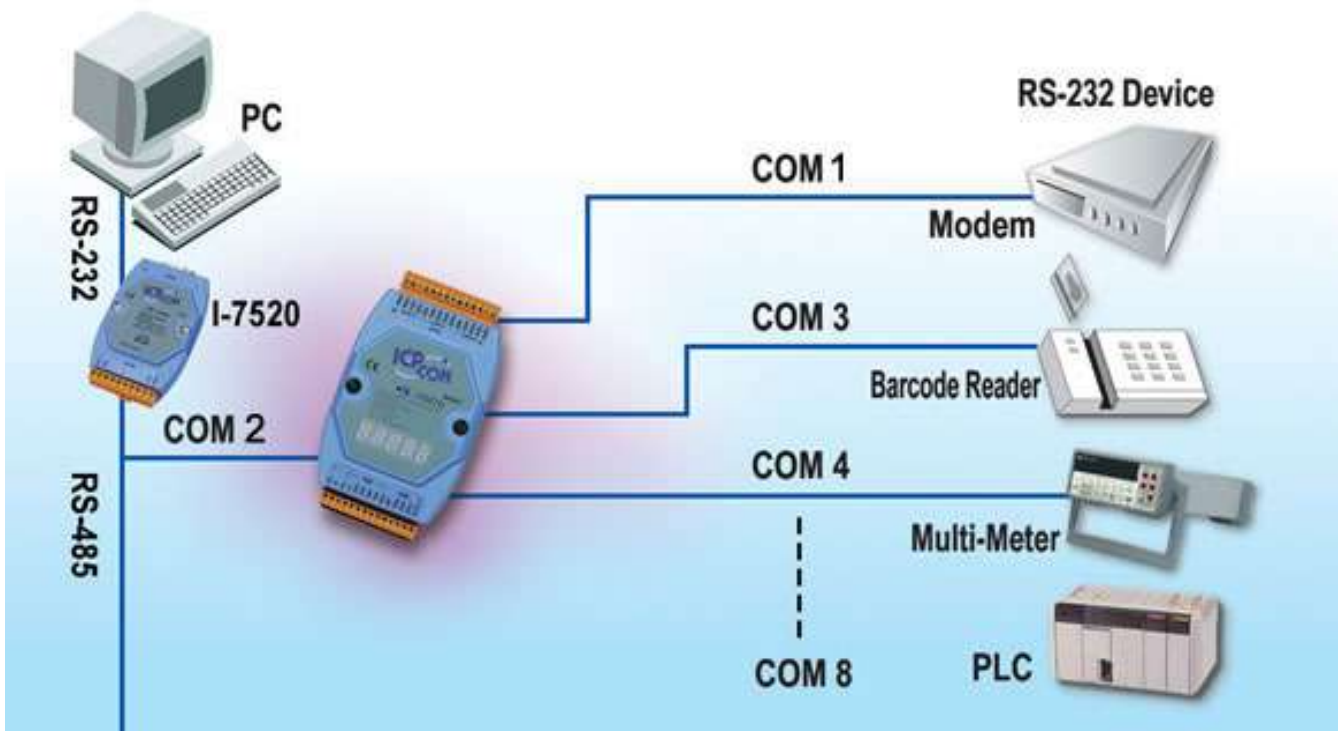 PC
RS-232
I-7520
COM 2
RS-485
ICP CON
COM 1
RS-232 Device
Modem
COM 3
Barcode Reader
COM 4
Multi-Meter
COM 8
PLC